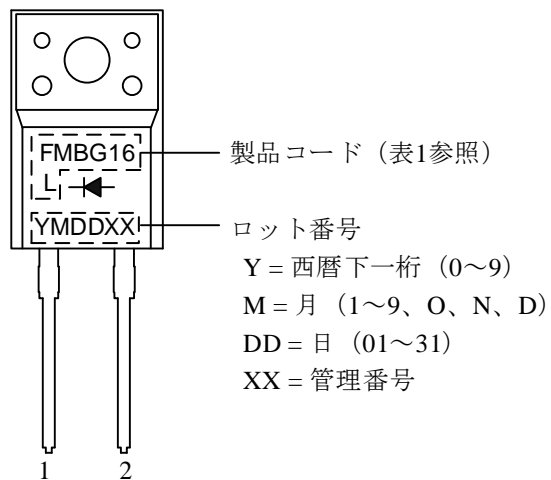 FMBG16
L
YMDDXX
製品コード（表1参照）
ロット番号
Y = 西暦下一桁（0～9）
M = 月（1～9、O、N、D）
DD = 日（01～31）
XX = 管理番号
1 2